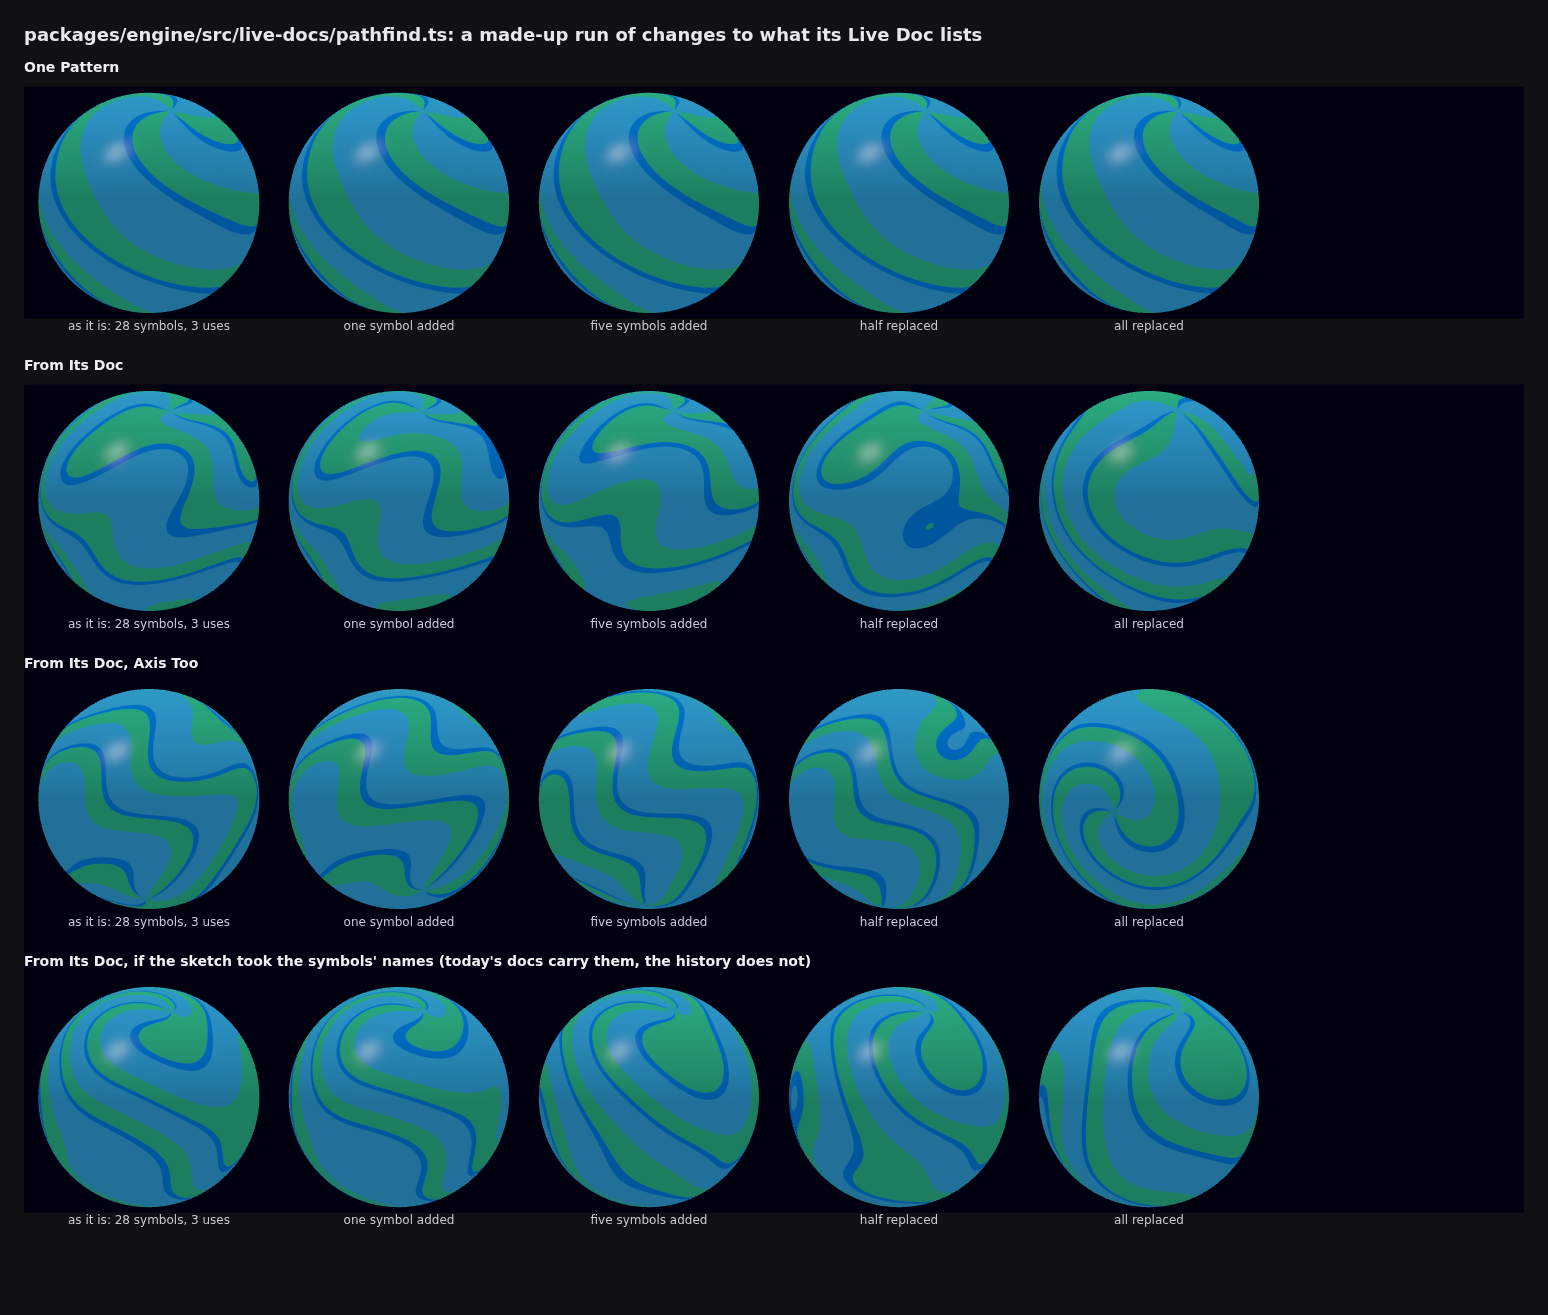 packages/engine/src/live-docs/pathfind.ts: a made-up run of changes to what its Live Doc lists
One Pattern
as it is: 28 symbols, 3 uses
one symbol added
five symbols added
half replaced
all replaced
From Its Doc
as it is: 28 symbols, 3 uses
one symbol added
five symbols added
half replaced
all replaced
From Its Doc, Axis Too
as it is: 28 symbols, 3 uses
one symbol added
five symbols added
half replaced
all replaced
From Its Doc, if the sketch took the symbols' names (today's docs carry them, the history does not)
as it is: 28 symbols, 3 uses
one symbol added
five symbols added
half replaced
all replaced